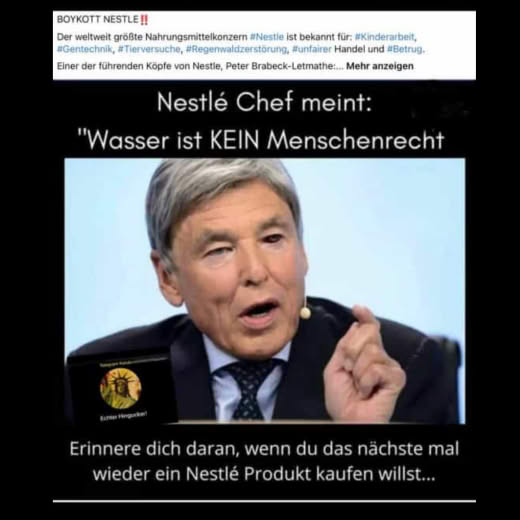 BOYKOTT NESTLE‼
Der weltweit größte Nahrungsmittelkonzern #Nestle ist bekannt für: #Kinderarbeit,
#Gentechnik, #Tierversuche, #Regenwaldzerstörung, #unfairer Handel und #Betrug.
Einer der führenden Köpfe von Nestle, Peter Brabeck-Letmathe:... Mehr anzeigen
Nestlé Chef meint:
"Wasser ist KEIN Menschenrecht
Echter Hingucker!
Erinnere dich daran, wenn du das nächste mal
wieder ein Nestlé Produkt kaufen willst...